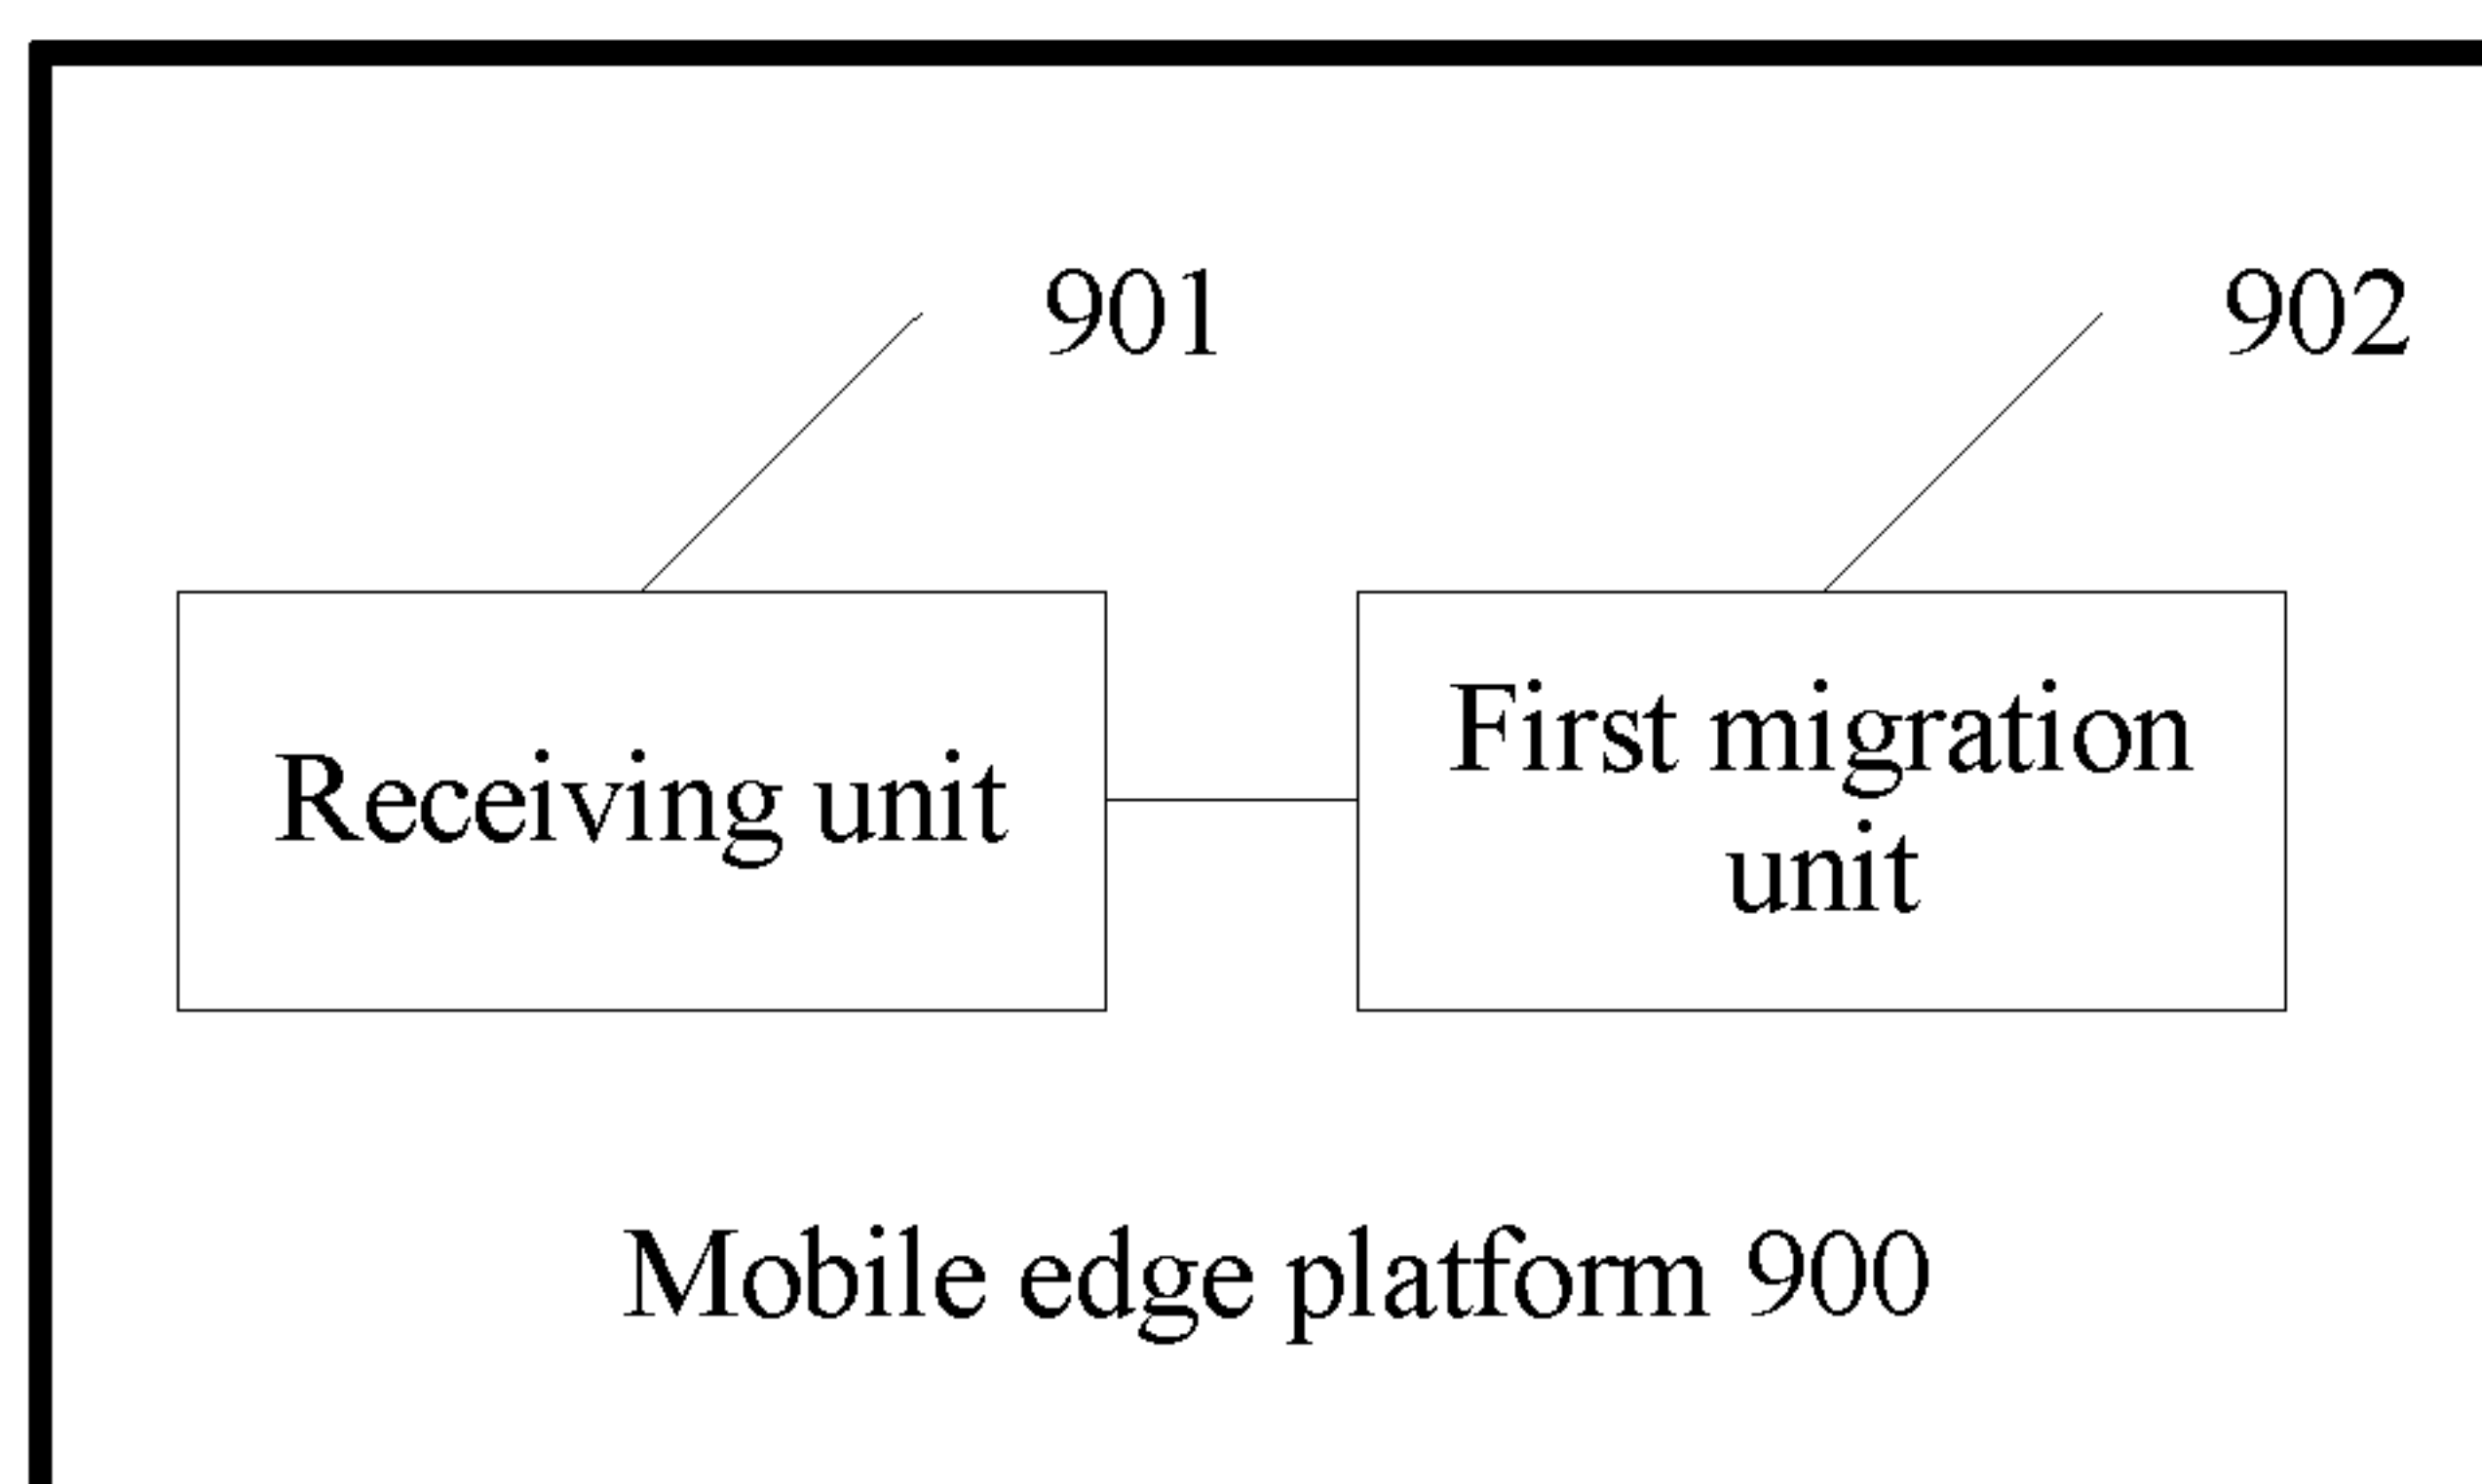 901
902
Receiving unit
First migration
unit
Mobile edge platform 900